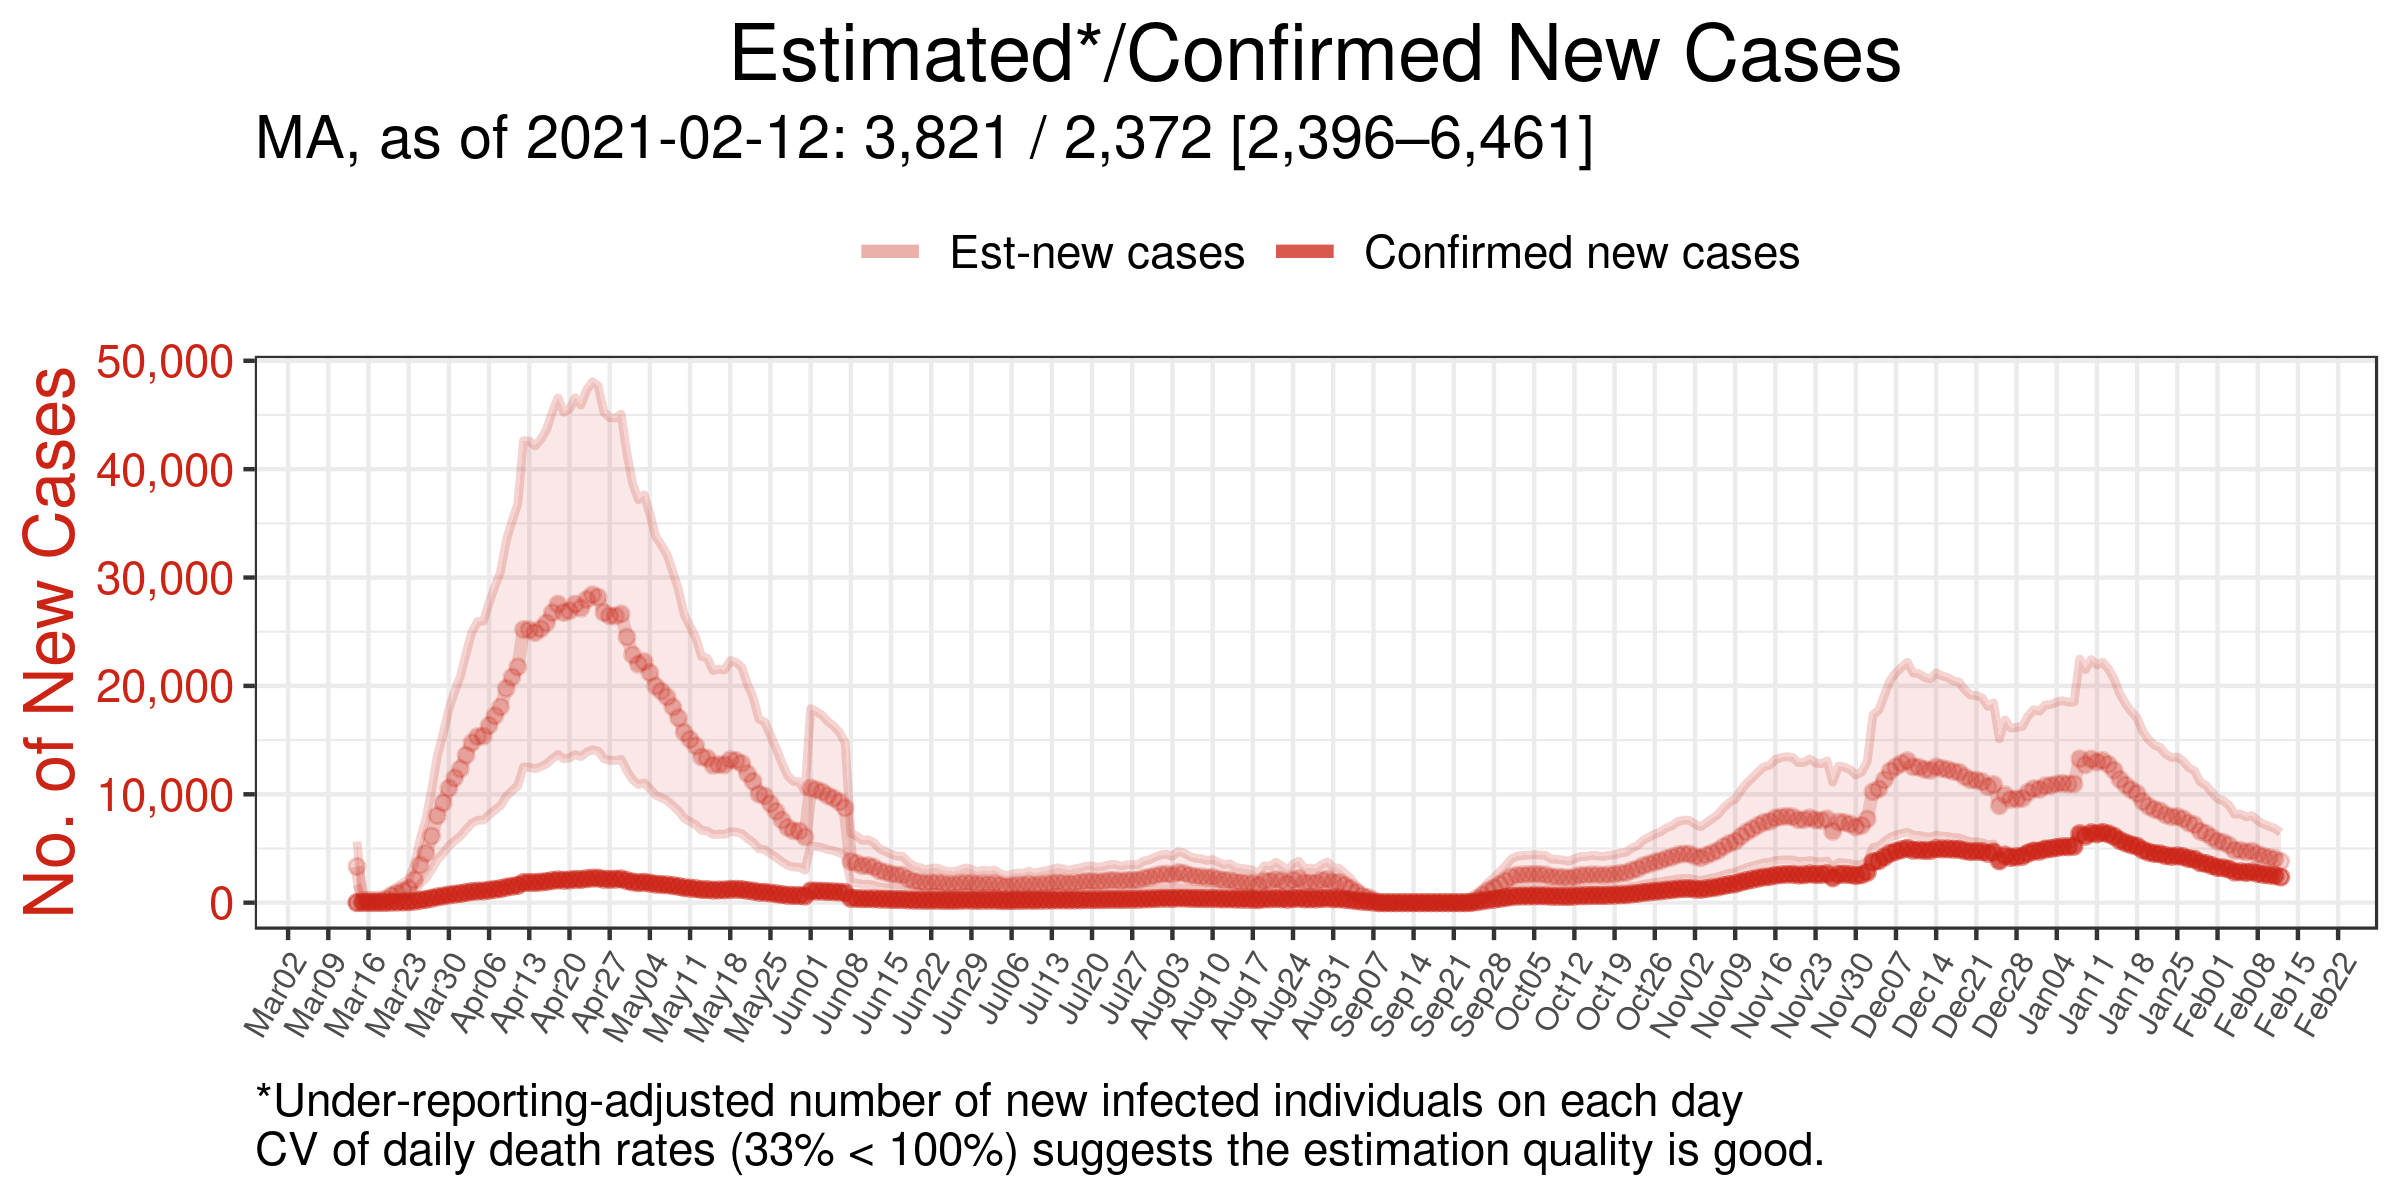 Estimated*/Confirmed New Cases
MA, as of 2021-02-12: 3,821 / 2,372 [2,396–6,461]
Est-new cases
Confirmed new cases
No. of New Cases
50,000
40,000
30,000
20,000
10,000
0
Mar02
Mar09
Mar16
Mar23
Mar30
Apr06
Apr13
Apr20
Apr27
May04
May11
May18
May25
Jun01
Jun08
Jun15
Jun22
Jun29
Jul06
Jul13
Jul20
Jul27
Aug03
Aug10
Aug17
Aug24
Aug31
Sep07
Sep14
Sep21
Sep28
Oct05
Oct12
Oct19
Oct26
Nov02
Nov09
Nov16
Nov23
Nov30
Dec07
Dec14
Dec21
Dec28
Jan04
Jan11
Jan18
Jan25
Feb01
Feb08
Feb15
Feb22
*Under-reporting-adjusted number of new infected individuals on each day
CV of daily death rates (33% < 100%) suggests the estimation quality is good.